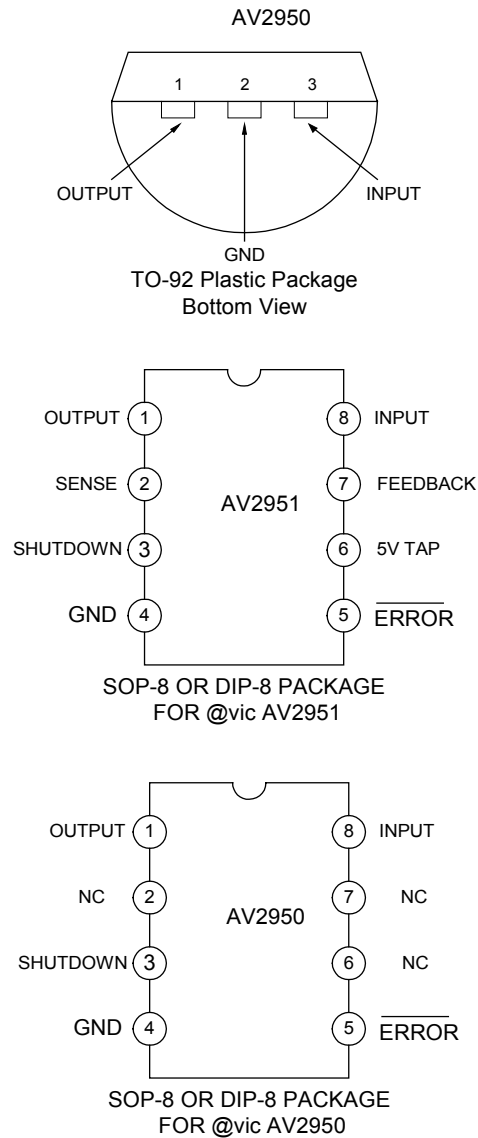 AV2950
1 2 3
OUTPUT INPUT
GND
TO-92 Plastic Package
Bottom View
OUTPUT 1 8 INPUT
SENSE 2 7 FEEDBACK
AV2951
SHUTDOWN 3 6 5V TAP
GND 4 5 ERROR
SOP-8 OR DIP-8 PACKAGE
FOR @vic AV2951
OUTPUT 1 8 INPUT
NC 2 7 NC
AV2950
SHUTDOWN 3 6 NC
GND 4 5 ERROR
SOP-8 OR DIP-8 PACKAGE
FOR @vic AV2950